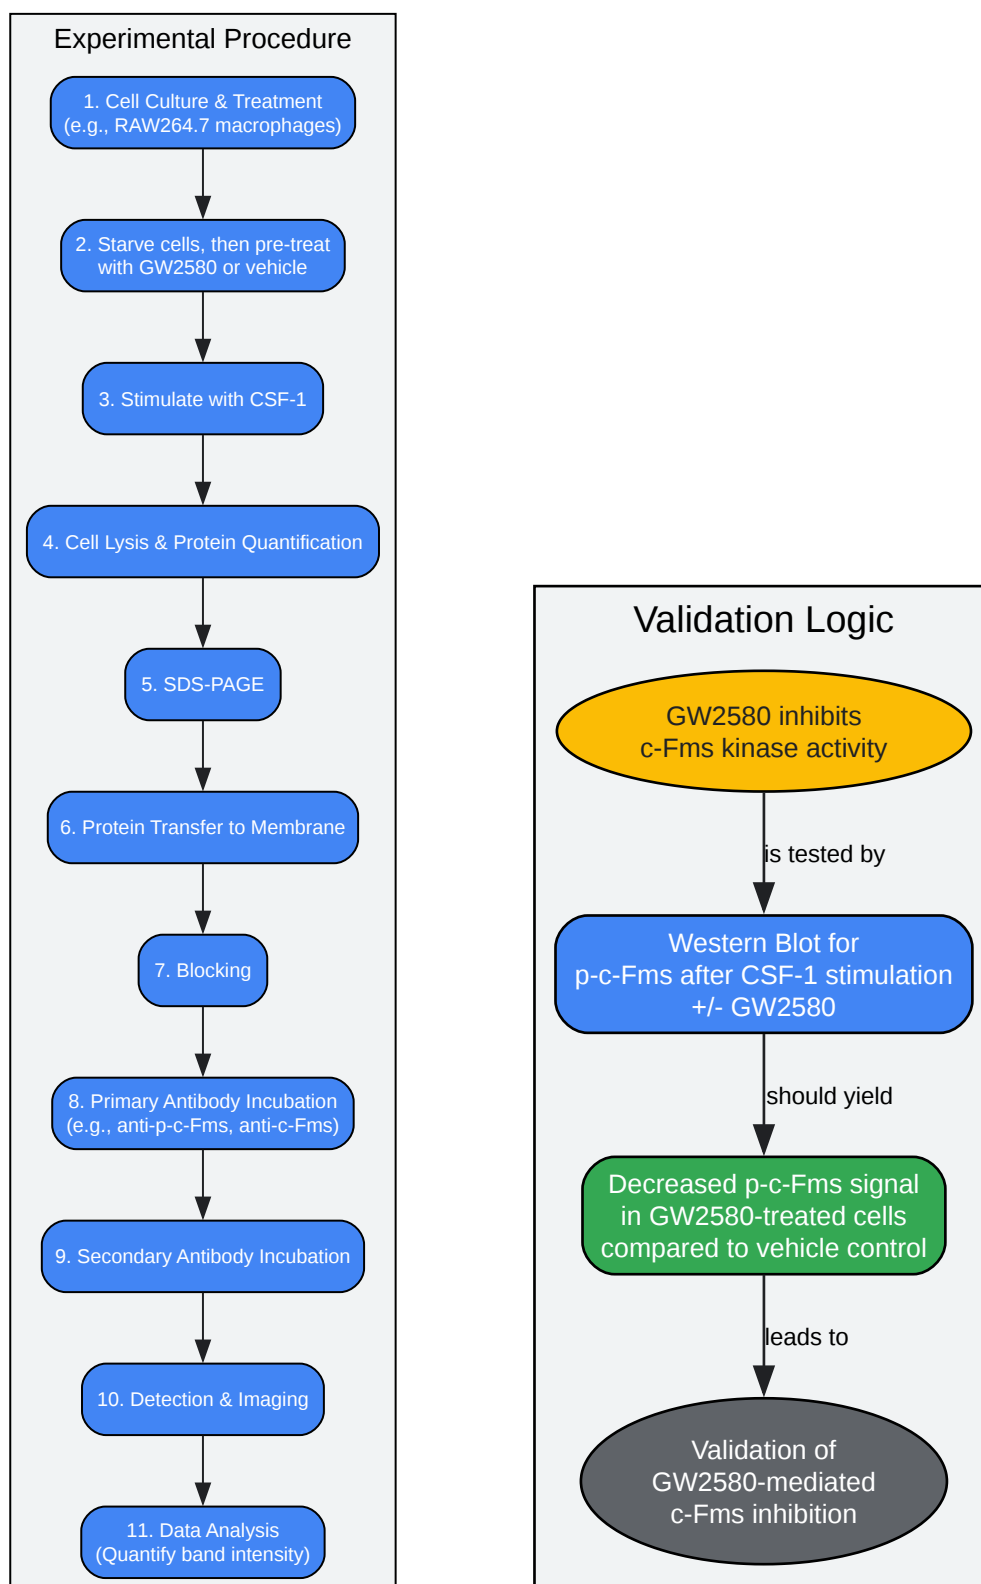 Experimental Procedure
1. Cell Culture & Treatment
(e.g., RAW264.7 macrophages)
2. Starve cells, then pre-treat
with GW2580 or vehicle
3. Stimulate with CSF-1
4. Cell Lysis & Protein Quantification
5. SDS-PAGE
6. Protein Transfer to Membrane
7. Blocking
8. Primary Antibody Incubation
(e.g., anti-p-c-Fms, anti-c-Fms)
9. Secondary Antibody Incubation
10. Detection & Imaging
11. Data Analysis
(Quantify band intensity)
Validation Logic
GW2580 inhibits
c-Fms kinase activity
is tested by
Western Blot for
p-c-Fms after CSF-1 stimulation
+/- GW2580
should yield
Decreased p-c-Fms signal
in GW2580-treated cells
compared to vehicle control
leads to
Validation of
GW2580-mediated
c-Fms inhibition